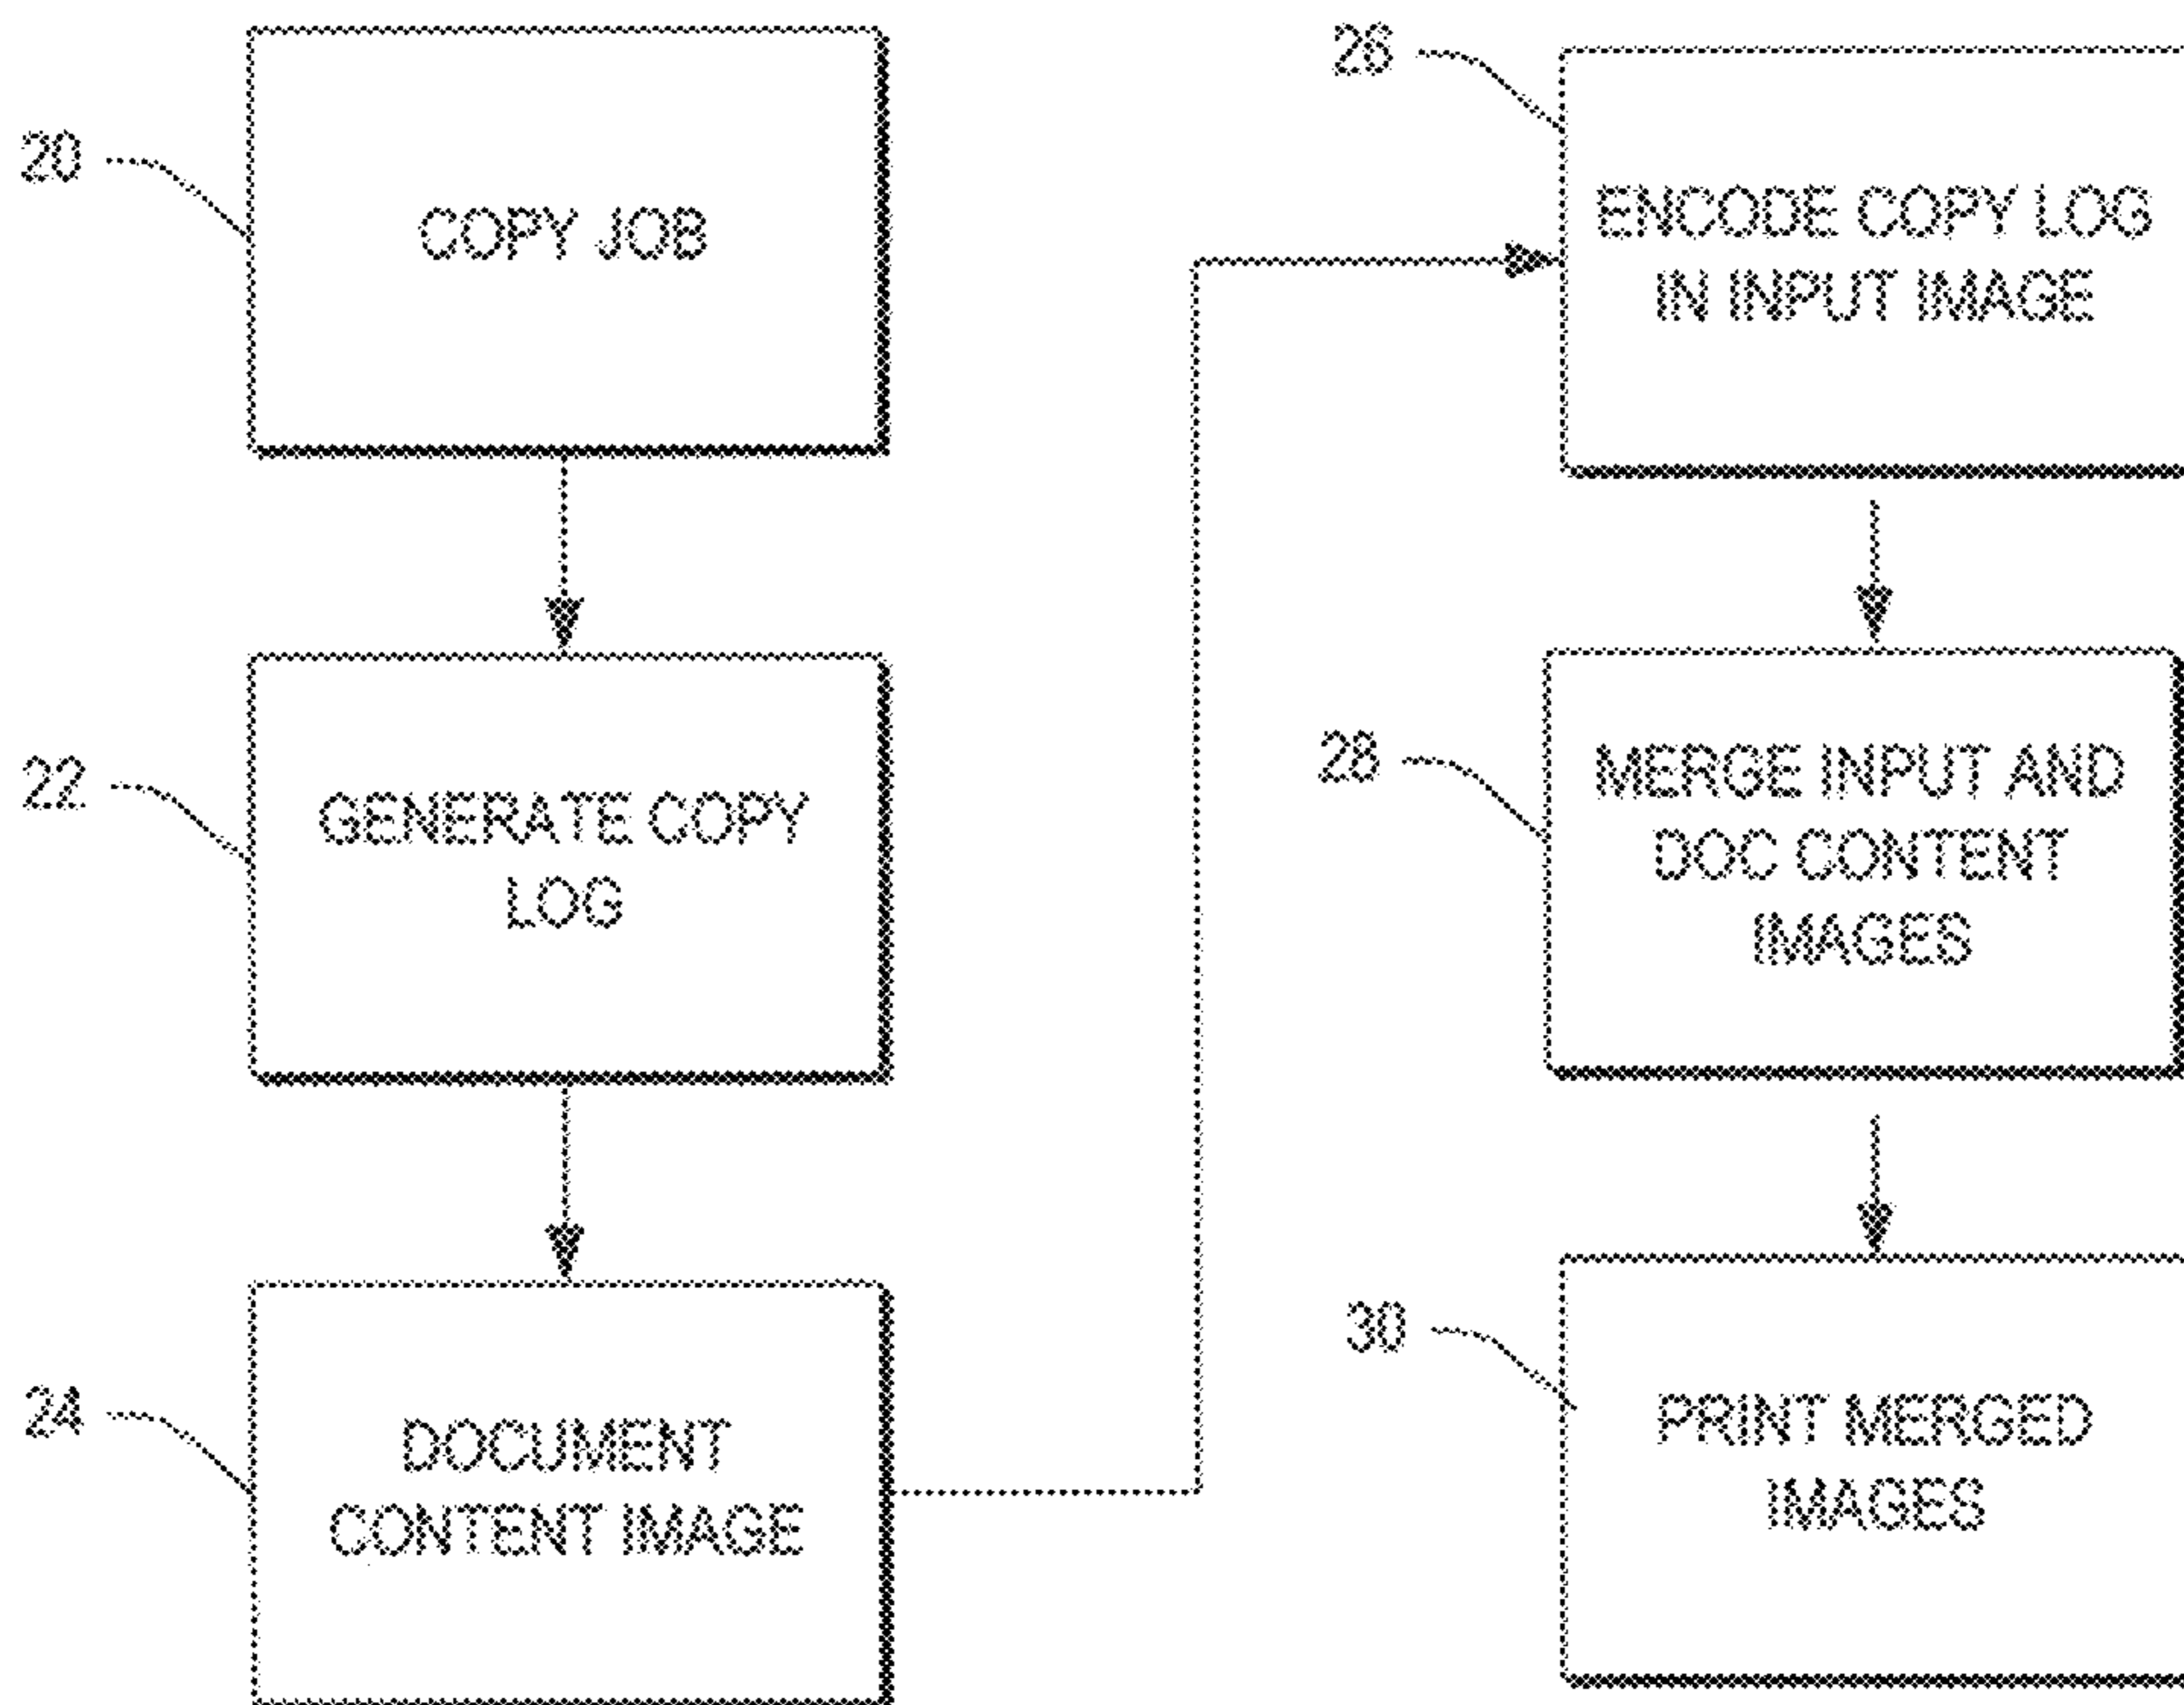 20
COPY JOB
22
GENERATE COPY
LOG
24
DOCUMENT
CONTENT IMAGE
26
ENCODE COPY LOG
IN INPUT IMAGE
28
MERGE INPUT AND
DOC CONTENT
IMAGES
30
PRINT MERGED
IMAGES